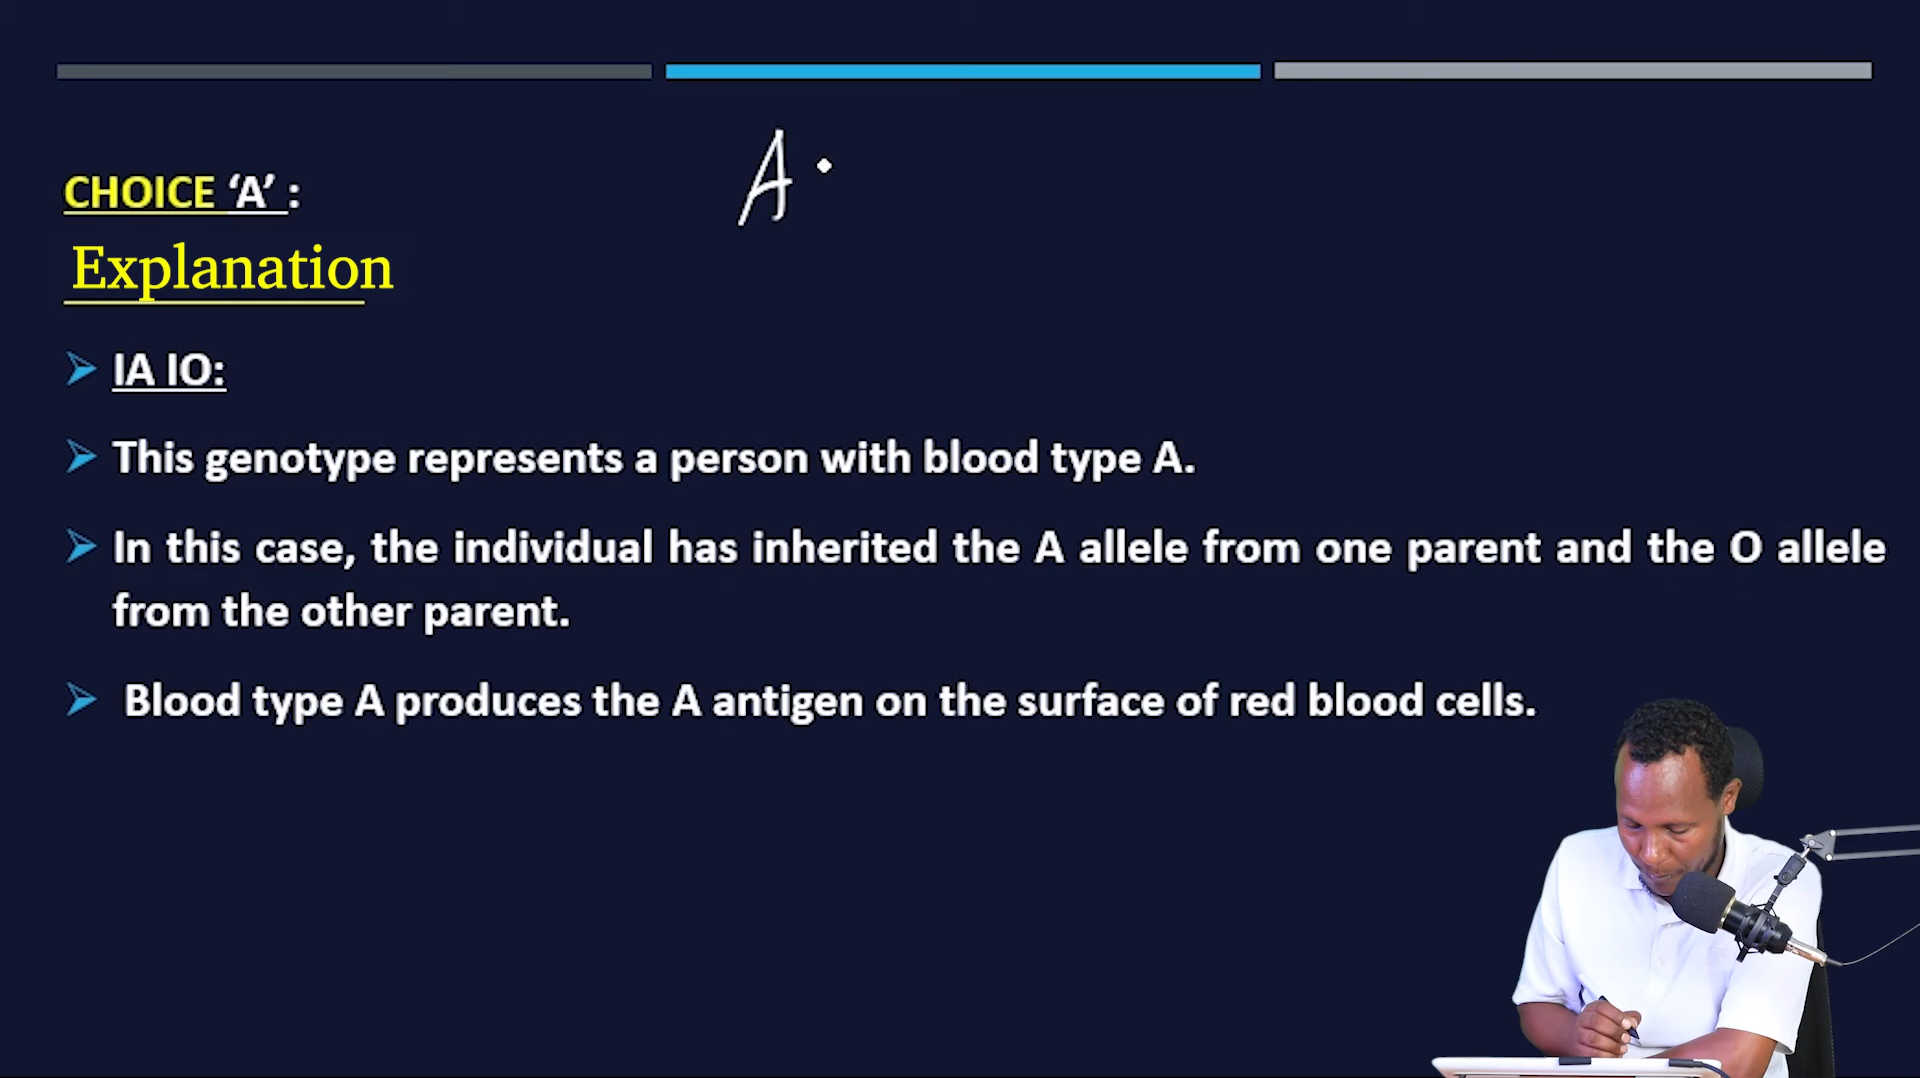 A
CHOICE ‘A’ :
Explanation
IA IO:
This genotype represents a person with blood type A.
In this case, the individual has inherited the A allele from one parent and the O allele
from the other parent.
Blood type A produces the A antigen on the surface of red blood cells.